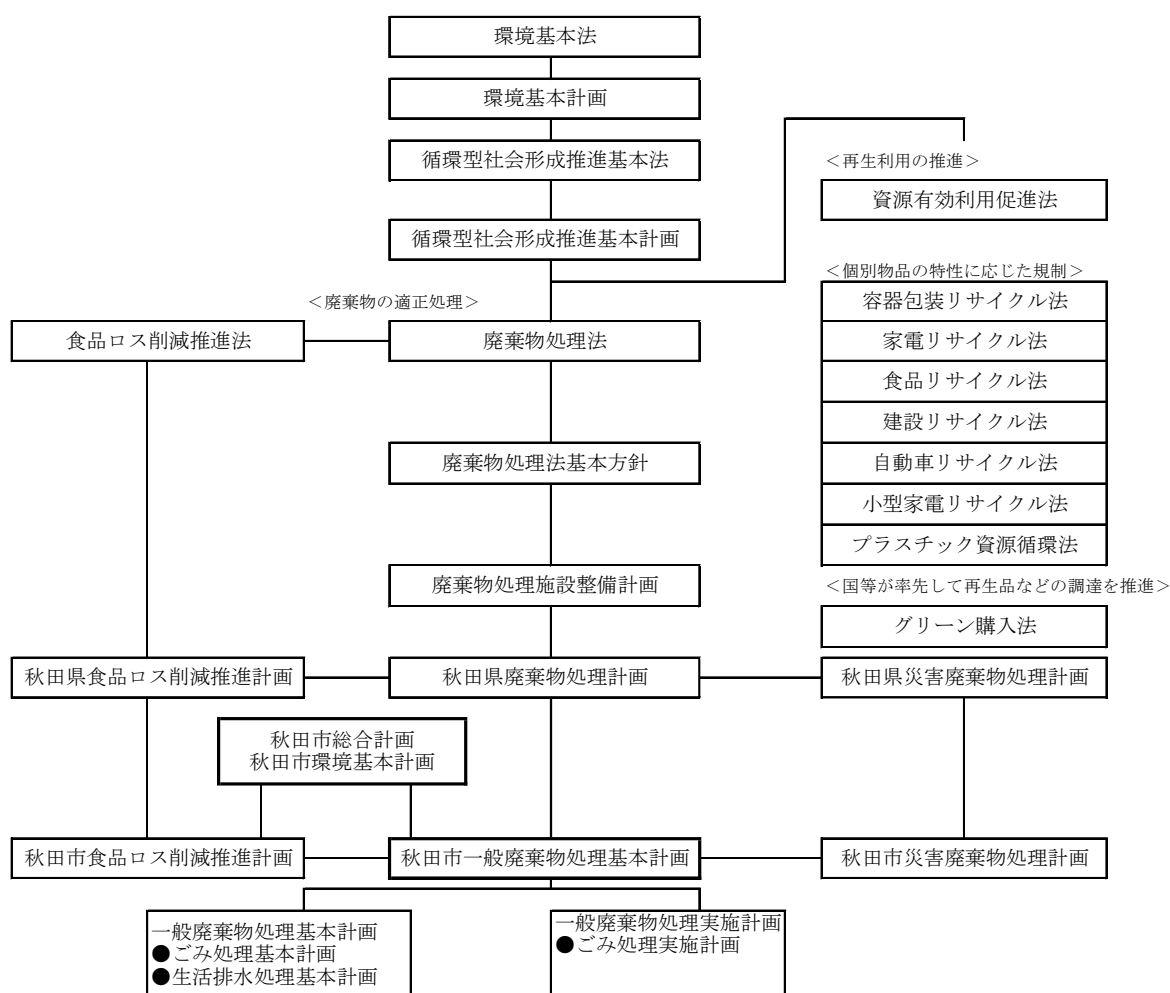 環境基本法
環境基本計画
循環型社会形成推進基本法
＜再生利用の推進＞
資源有効利用促進法
循環型社会形成推進基本計画
＜個別物品の特性に応じた規制＞
容器包装リサイクル法
＜廃棄物の適正処理＞
食品ロス削減推進法
廃棄物処理法
家電リサイクル法
食品リサイクル法
建設リサイクル法
廃棄物処理法基本方針
自動車リサイクル法
小型家電リサイクル法
プラスチック資源循環法
廃棄物処理施設整備計画
＜国等が率先して再生品などの調達を推進＞
グリーン購入法
秋田県食品ロス削減推進計画
秋田県廃棄物処理計画
秋田県災害廃棄物処理計画
秋田市総合計画
秋田市環境基本計画
秋田市食品ロス削減推進計画
秋田市一般廃棄物処理基本計画
秋田市災害廃棄物処理計画
一般廃棄物処理基本計画
●ごみ処理基本計画
●生活排水処理基本計画
一般廃棄物処理実施計画
●ごみ処理実施計画